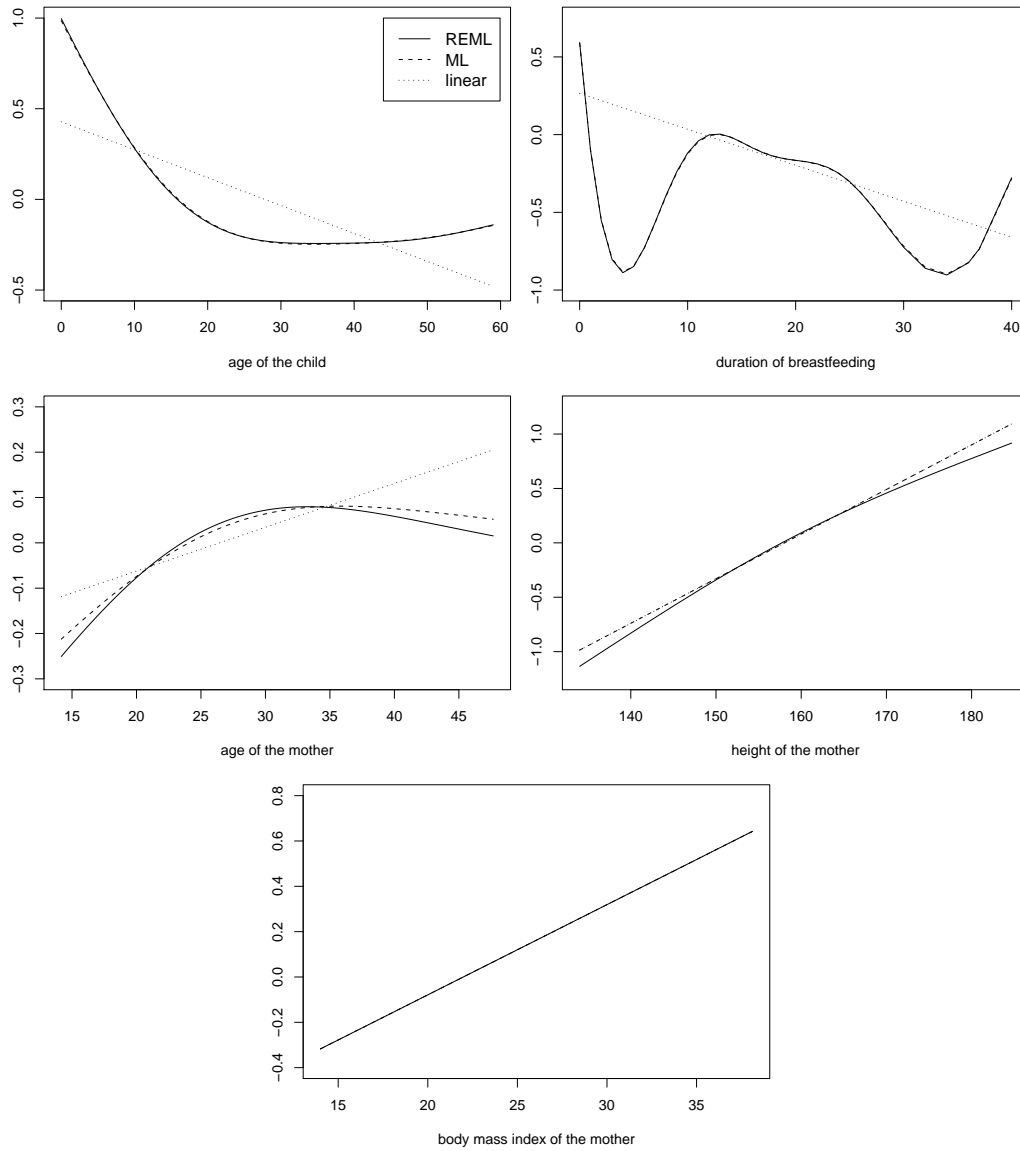 1.0
0.5
0.0
−0.5
REML
ML
linear
0 10 20 30 40 50 60
age of the child
0.5
0.0
−0.5
−1.0
0 10 20 30 40
duration of breastfeeding
0.3
0.2
0.1
0.0
−0.1
−0.2
−0.3
15 20 25 30 35 40 45
age of the mother
1.0
0.5
0.0
−0.5
−1.0
140 150 160 170 180
height of the mother
0.8
0.6
0.4
0.2
0.0
−0.2
−0.4
15 20 25 30 35
body mass index of the mother